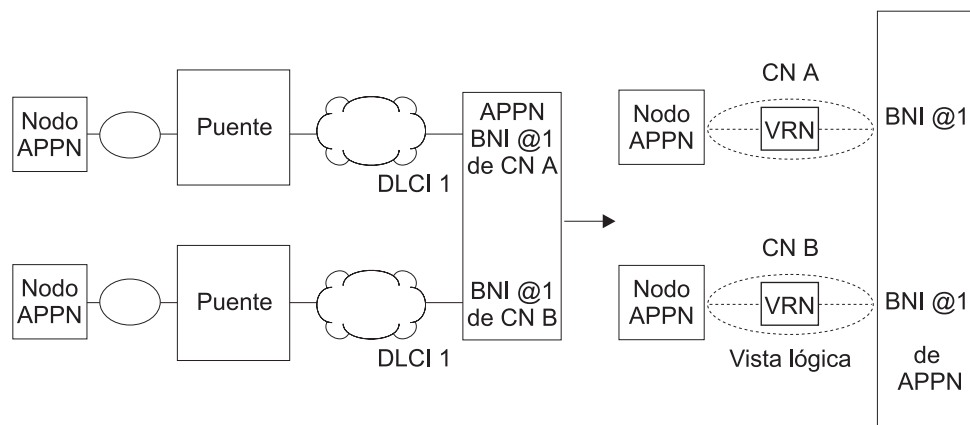 Nodo
APPN
Puente
DLCI 1
APPN
BNI @1
de CN A
Nodo
APPN
Puente
DLCI 1
BNI @1
de CN B
CN A
Nodo
APPN
VRN
BNI @1
CN B
Nodo
APPN
VRN
BNI @1
Vista lógica
de
APPN